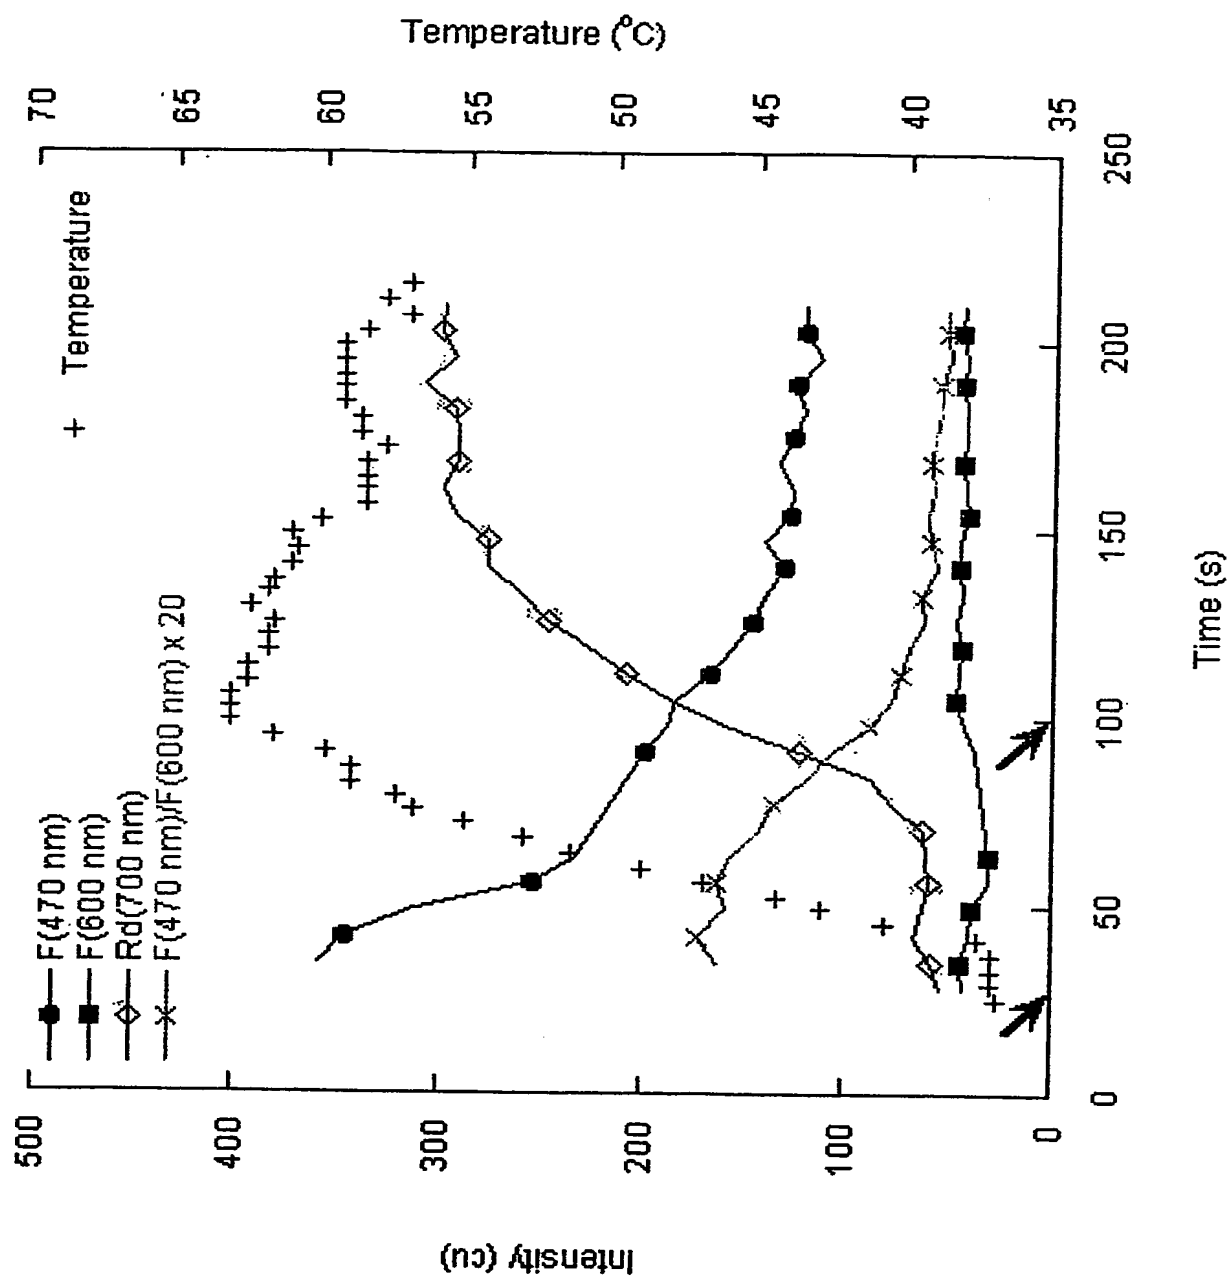 F(470 nm)
F(600 nm)
Rd(700 nm)
F(470 nm)/F(600 nm) x 20
+ Temperature
500
400
300
200
100
0
Intensity (cu)
70
65
60
55
50
45
40
35
Temperature (°C)
0
50
100
150
200
250
Time (s)